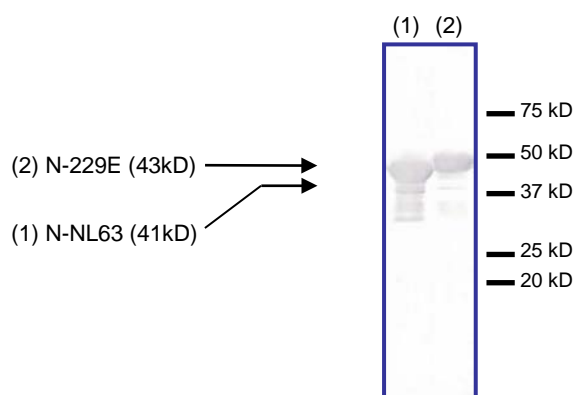 (1) (2)
75 kD
50 kD
(2) N-229E (43kD)
37 kD
(1) N-NL63 (41kD)
25 kD
20 kD